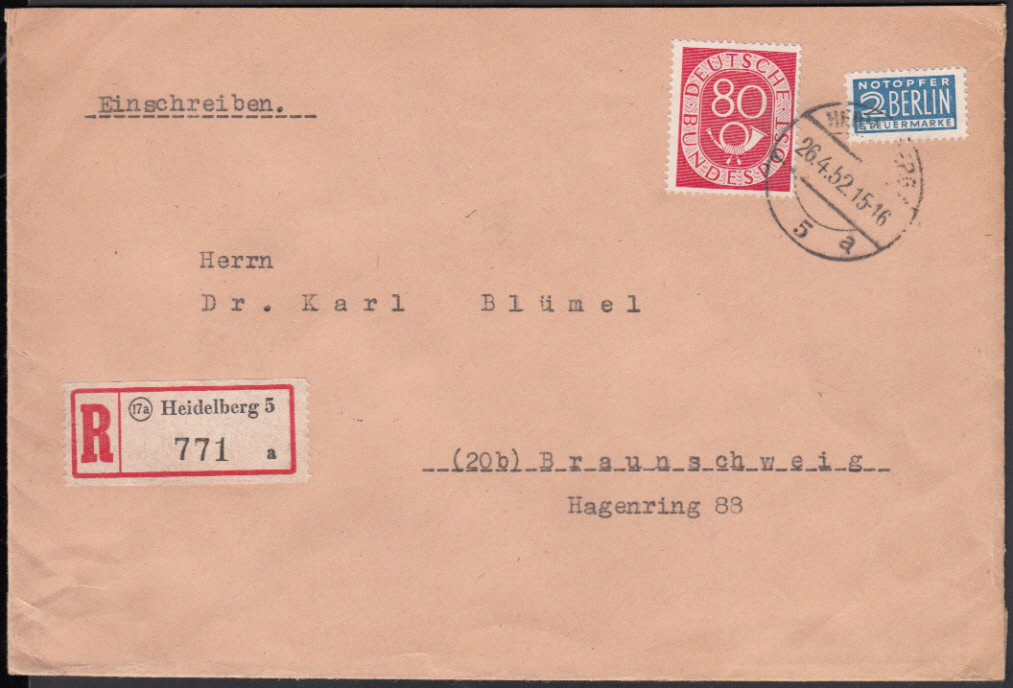 Einschreiben.
DEUTSCHE BUNDESPOST
80
NOTOPFER
2 BERLIN
STEUERMARKE
26.4.52.15-16
5 a
Herrn
Dr. Karl Blümel
R (17a) Heidelberg 5
771 a
(20b) Braunschweig
Hagenring 88